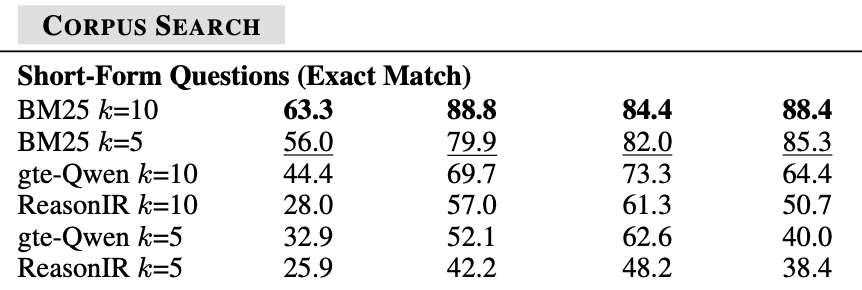 CORPUS SEARCH
Short-Form Questions (Exact Match)
BM25 k=10 63.3 88.8 84.4 88.4
BM25 k=5 56.0 79.9 82.0 85.3
gte-Qwen k=10 44.4 69.7 73.3 64.4
ReasonIR k=10 28.0 57.0 61.3 50.7
gte-Qwen k=5 32.9 52.1 62.6 40.0
ReasonIR k=5 25.9 42.2 48.2 38.4